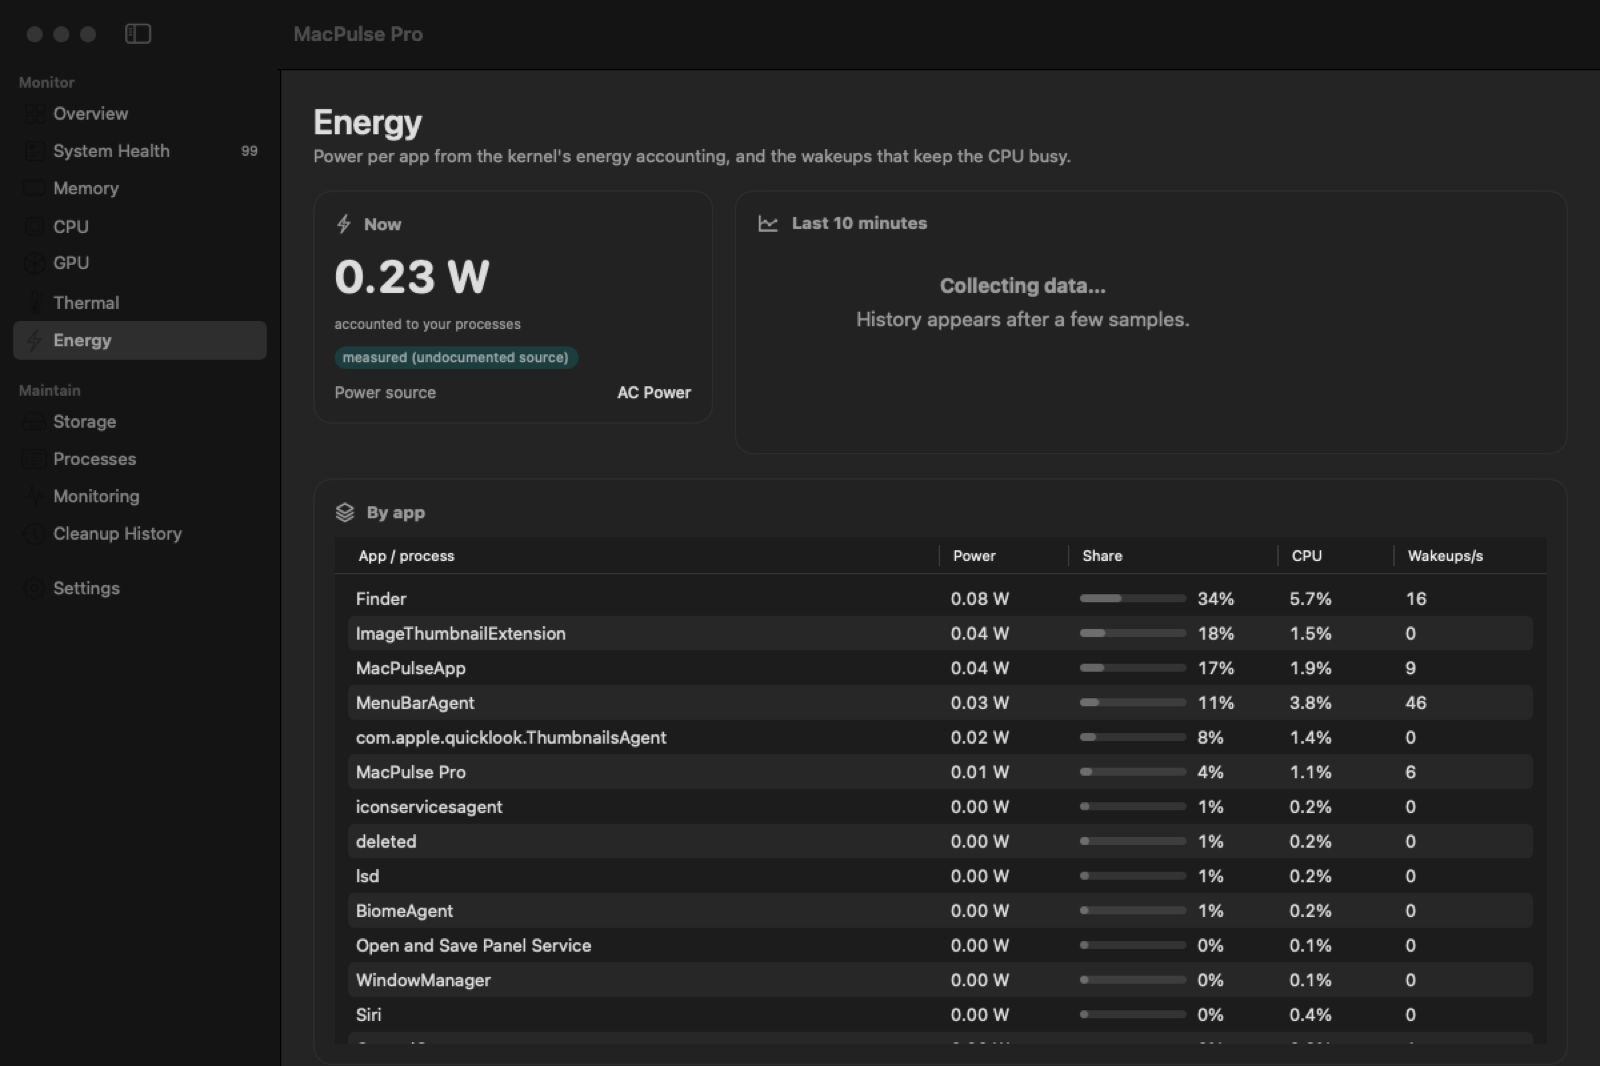 MacPulse Pro
Monitor
Overview
System Health 99
Memory
CPU
GPU
Thermal
Energy
Maintain
Storage
Processes
Monitoring
Cleanup History
Settings
Energy
Power per app from the kernel's energy accounting, and the wakeups that keep the CPU busy.
Now
0.23 W
accounted to your processes
measured (undocumented source)
Power source AC Power
Last 10 minutes
Collecting data...
History appears after a few samples.
By app
App / process Power Share CPU Wakeups/s
Finder 0.08 W 34% 5.7% 16
ImageThumbnailExtension 0.04 W 18% 1.5% 0
MacPulseApp 0.04 W 17% 1.9% 9
MenuBarAgent 0.03 W 11% 3.8% 46
com.apple.quicklook.ThumbnailsAgent 0.02 W 8% 1.4% 0
MacPulse Pro 0.01 W 4% 1.1% 6
iconservicesagent 0.00 W 1% 0.2% 0
deleted 0.00 W 1% 0.2% 0
lsd 0.00 W 1% 0.2% 0
BiomeAgent 0.00 W 1% 0.2% 0
Open and Save Panel Service 0.00 W 0% 0.1% 0
WindowManager 0.00 W 0% 0.1% 0
Siri 0.00 W 0% 0.4% 0